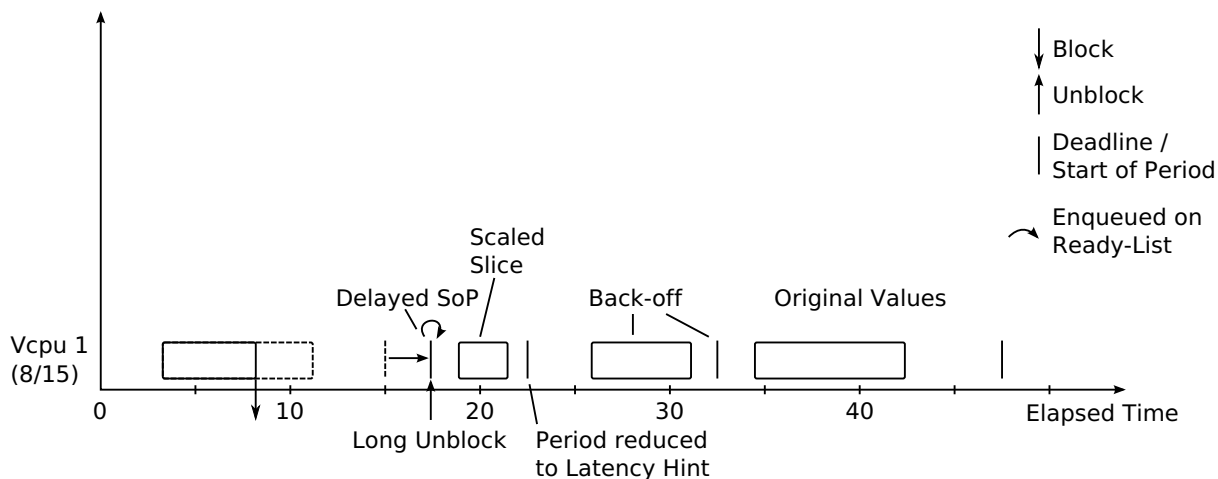 Block
Unblock
Deadline /
Start of Period
Enqueued on
Ready-List
Scaled
Slice
Delayed SoP
Back-off
Original Values
Vcpu 1
(8/15)
0
10
20
30
40
Elapsed Time
Long Unblock
Period reduced
to Latency Hint